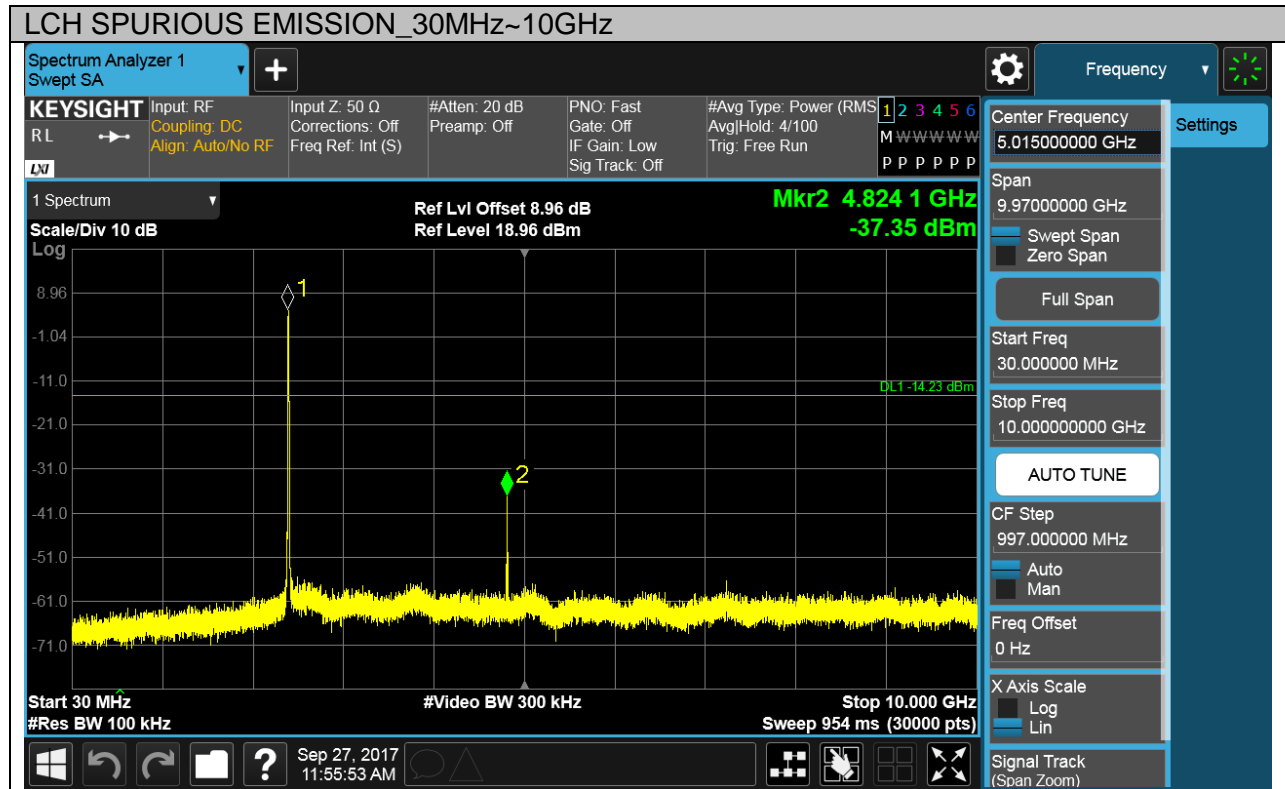 LCH SPURIOUS EMISSION_30MHz~10GHz
Spectrum Analyzer 1
Swept SA
+
Frequency
KEYSIGHT
RL
LXI
Input: RF
Coupling: DC
Align: Auto/No RF
Input Z: 50 Ω
Corrections: Off
Freq Ref: Int (S)
#Atten: 20 dB
Preamp: Off
PNO: Fast
Gate: Off
IF Gain: Low
Sig Track: Off
#Avg Type: Power (RMS
Avg|Hold: 4/100
Trig: Free Run
1 2 3 4 5 6
M W W W W W
P P P P P P
1 Spectrum
Scale/Div 10 dB
Log
Ref Lvl Offset 8.96 dB
Ref Level 18.96 dBm
Mkr2 4.824 1 GHz
-37.35 dBm
1
8.96
-1.04
-11.0
DL1 -14.23 dBm
-21.0
-31.0
2
-41.0
-51.0
-61.0
-71.0
Start 30 MHz
#Video BW 300 kHz
Stop 10.000 GHz
#Res BW 100 kHz
Sweep 954 ms (30000 pts)
Center Frequency
5.015000000 GHz
Settings
Span
9.97000000 GHz
Swept Span
Zero Span
Full Span
Start Freq
30.000000 MHz
Stop Freq
10.000000000 GHz
AUTO TUNE
CF Step
997.000000 MHz
Auto
Man
Freq Offset
0 Hz
X Axis Scale
Log
Lin
Signal Track
(Span Zoom)
?
Sep 27, 2017
11:55:53 AM